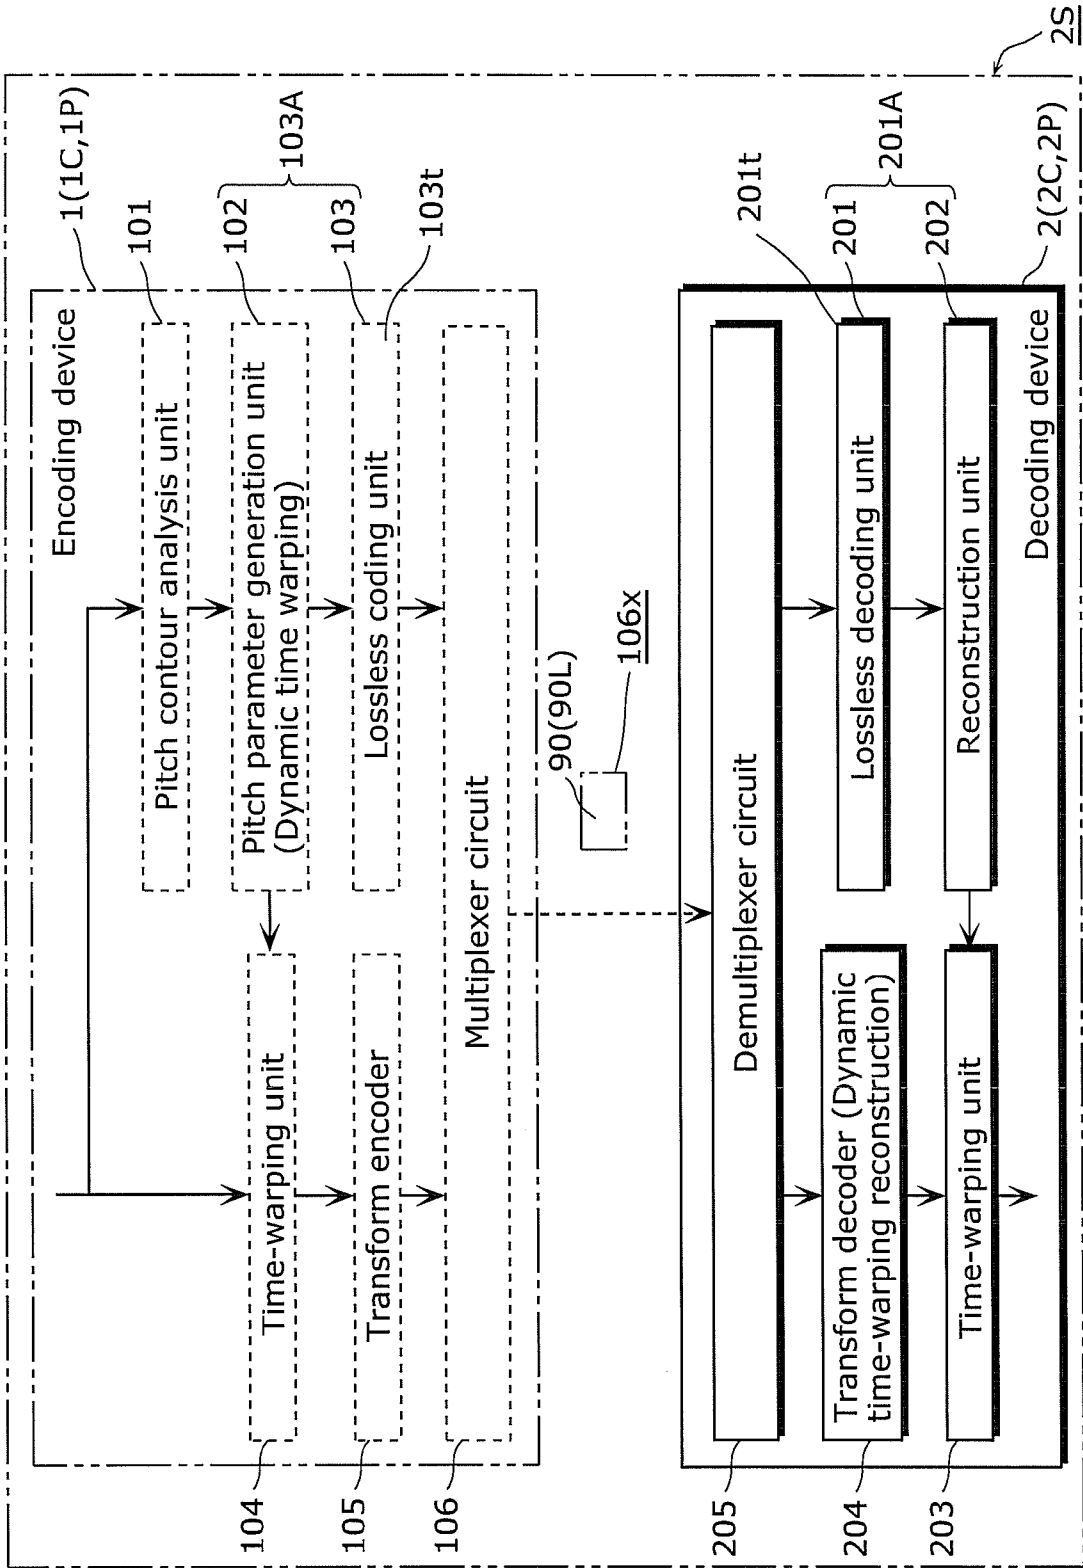 2S
1(1C,1P)
Encoding device
101
Pitch contour analysis unit
102
103A
Pitch parameter generation unit
(Dynamic time warping)
103
103t
Lossless coding unit
104
Time-warping unit
105
Transform encoder
106
Multiplexer circuit
90(90L)
106x
205
Demultiplexer circuit
201t
201
201A
Lossless decoding unit
202
Reconstruction unit
204
Transform decoder (Dynamic
time-warping reconstruction)
203
Time-warping unit
Decoding device
2(2C,2P)